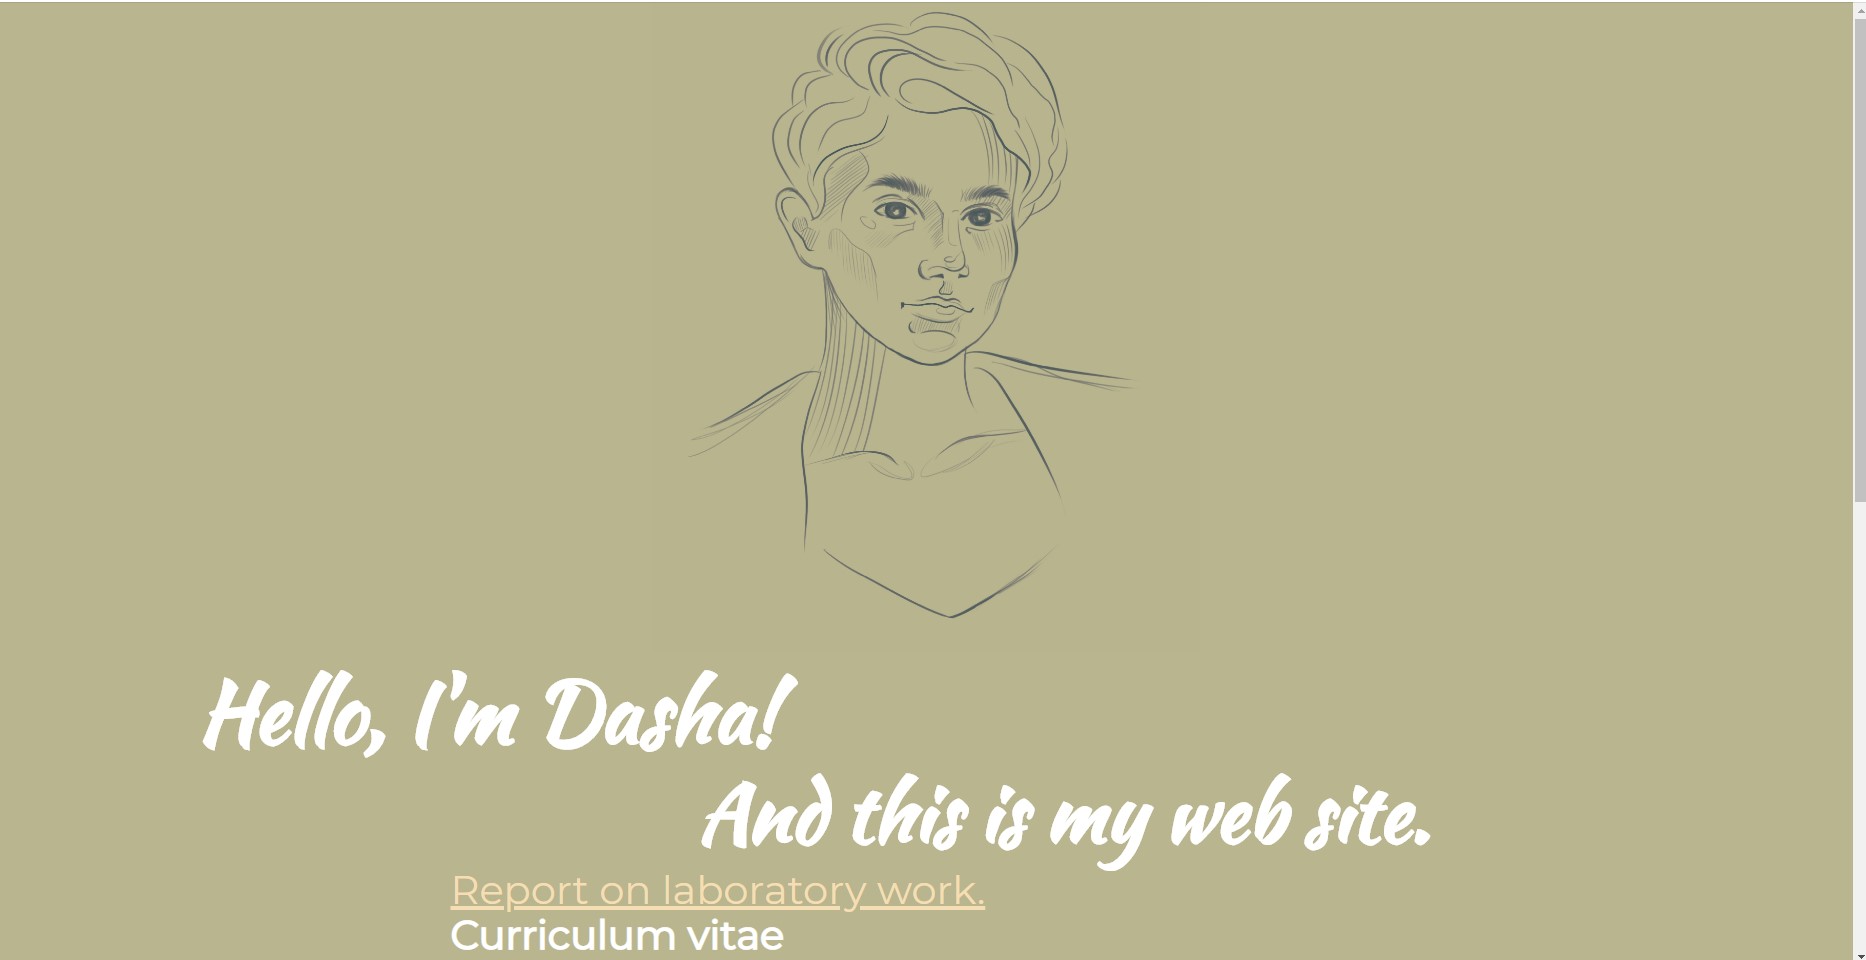 Hello, I'm Dasha!
And this is my web site.
Report on laboratory work.
Curriculum vitae